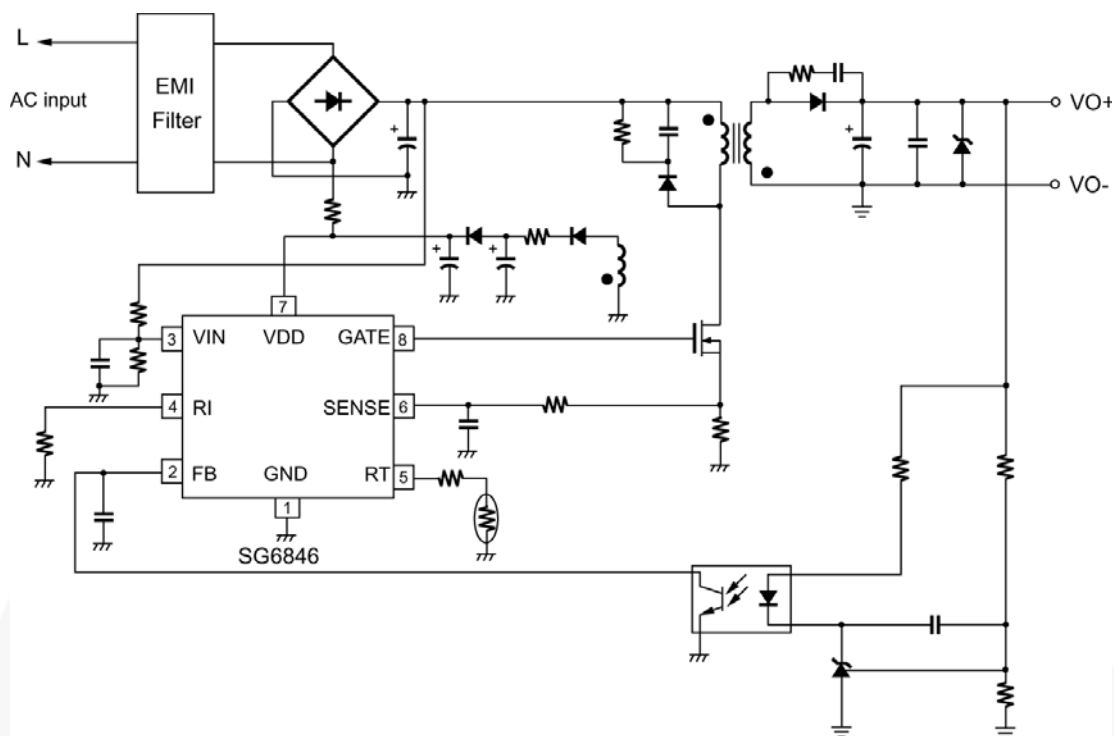 L
AC input
N
EMI
Filter
+
+
VO+
VO-
+
+
7
3 VIN VDD GATE 8
4 RI SENSE 6
2 FB GND RT 5
1
SG6846